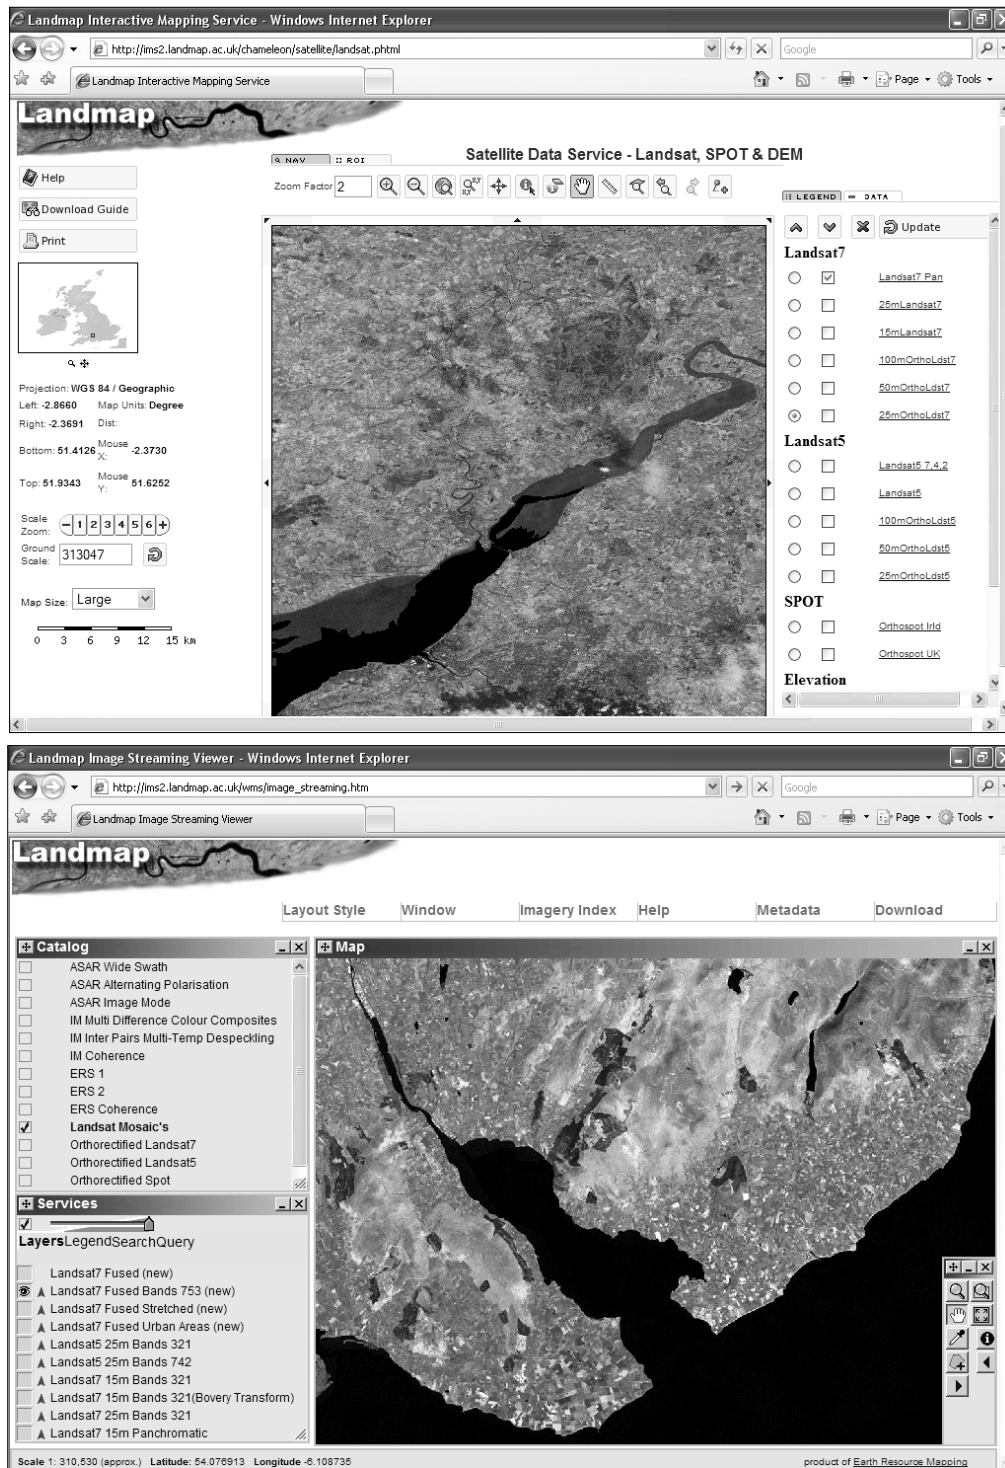 Landmap Interactive Mapping Service - Windows Internet Explorer
http://ims2.landmap.ac.uk/chameleon/satellite/landsat.phtml
Google
Landmap Interactive Mapping Service
Page
Tools
Landmap
Help
Download Guide
Print
NAV
ROI
Satellite Data Service - Landsat, SPOT & DEM
Zoom Factor 2
LEGEND
DATA
Update
Landsat7
Landsat7 Pan
25mLandsat7
15mLandsat7
100mOrthoLdst7
50mOrthoLdst7
25mOrthoLdst7
Landsat5
Landsat5 7,4,2
Landsat5
100mOrthoLdst5
50mOrthoLdst5
25mOrthoLdst5
SPOT
Orthospot Irld
Orthospot UK
Elevation
Projection: WGS 84 / Geographic
Left: -2.8660 Map Units: Degree
Right: -2.3691 Dist:
Bottom: 51.4126 Mouse X: -2.3730
Top: 51.9343 Mouse Y: 51.6252
Scale Zoom: - 1 2 3 4 5 6 +
Ground Scale: 313047
Map Size: Large
0 3 6 9 12 15 km
Landmap Image Streaming Viewer - Windows Internet Explorer
http://ims2.landmap.ac.uk/wms/image_streaming.htm
Google
Landmap Image Streaming Viewer
Page
Tools
Landmap
Layout Style Window Imagery Index Help Metadata Download
Catalog
ASAR Wide Swath
ASAR Alternating Polarisation
ASAR Image Mode
IM Multi Difference Colour Composites
IM Inter Pairs Multi-Temp Despeckling
IM Coherence
ERS 1
ERS 2
ERS Coherence
Landsat Mosaic's
Orthorectified Landsat7
Orthorectified Landsat5
Orthorectified Spot
Services
Layers Legend Search Query
Landsat7 Fused (new)
Landsat7 Fused Bands 753 (new)
Landsat7 Fused Stretched (new)
Landsat7 Fused Urban Areas (new)
Landsat5 25m Bands 321
Landsat5 25m Bands 742
Landsat7 15m Bands 321
Landsat7 15m Bands 321(Bovery Transform)
Landsat7 25m Bands 321
Landsat7 15m Panchromatic
Map
Scale 1: 310,530 (approx.) Latitude: 54.076913 Longitude -6.108735
product of Earth Resource Mapping